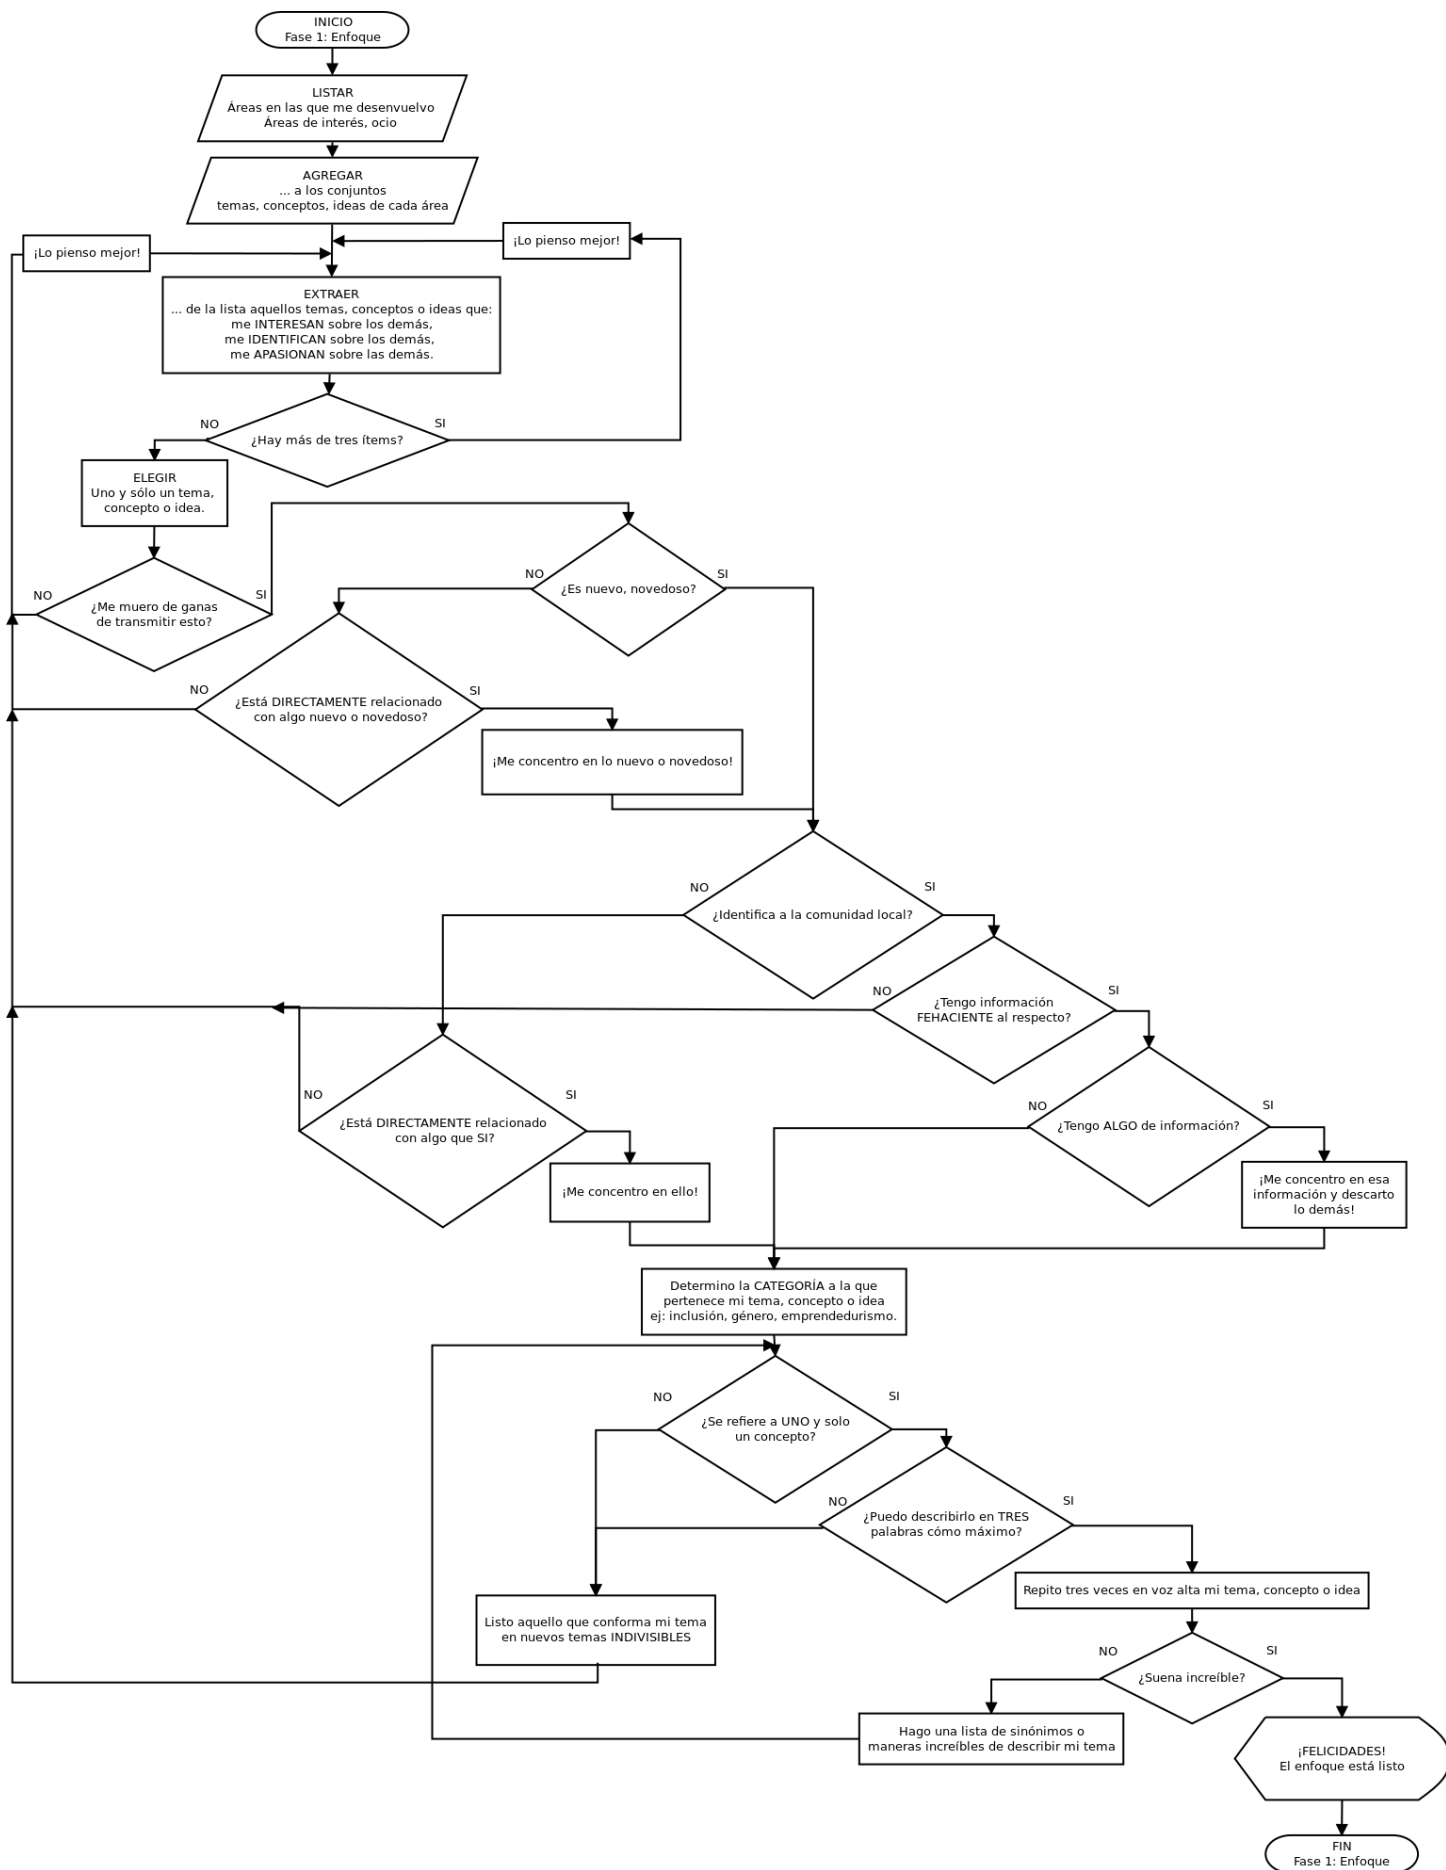 INICIO
Fase 1: Enfoque
LISTAR
Áreas en las que me desenvuelvo
Áreas de interés, ocio
AGREGAR
... a los conjuntos
temas, conceptos, ideas de cada área
¡Lo pienso mejor!
¡Lo pienso mejor!
EXTRAER
... de la lista aquellos temas, conceptos o ideas que:
me INTERESAN sobre los demás,
me IDENTIFICAN sobre los demás,
me APASIONAN sobre las demás.
NO
SI
¿Hay más de tres ítems?
ELEGIR
Uno y sólo un tema,
concepto o idea.
NO
SI
¿Me muero de ganas
de transmitir esto?
NO
SI
¿Es nuevo, novedoso?
NO
SI
¿Está DIRECTAMENTE relacionado
con algo nuevo o novedoso?
¡Me concentro en lo nuevo o novedoso!
NO
SI
¿Identifica a la comunidad local?
NO
SI
¿Tengo información
FEHACIENTE al respecto?
NO
SI
¿Está DIRECTAMENTE relacionado
con algo que SI?
NO
SI
¿Tengo ALGO de información?
¡Me concentro en ello!
¡Me concentro en esa
información y descarto
lo demás!
Determino la CATEGORÍA a la que
pertenece mi tema, concepto o idea
ej: inclusión, género, emprendedurismo.
NO
SI
¿Se refiere a UNO y solo
un concepto?
NO
SI
¿Puedo describirlo en TRES
palabras cómo máximo?
Repito tres veces en voz alta mi tema, concepto o idea
Listo aquello que conforma mi tema
en nuevos temas INDIVISIBLES
NO
SI
¿Suena increíble?
Hago una lista de sinónimos o
maneras increíbles de describir mi tema
¡FELICIDADES!
El enfoque está listo
FIN
Fase 1: Enfoque